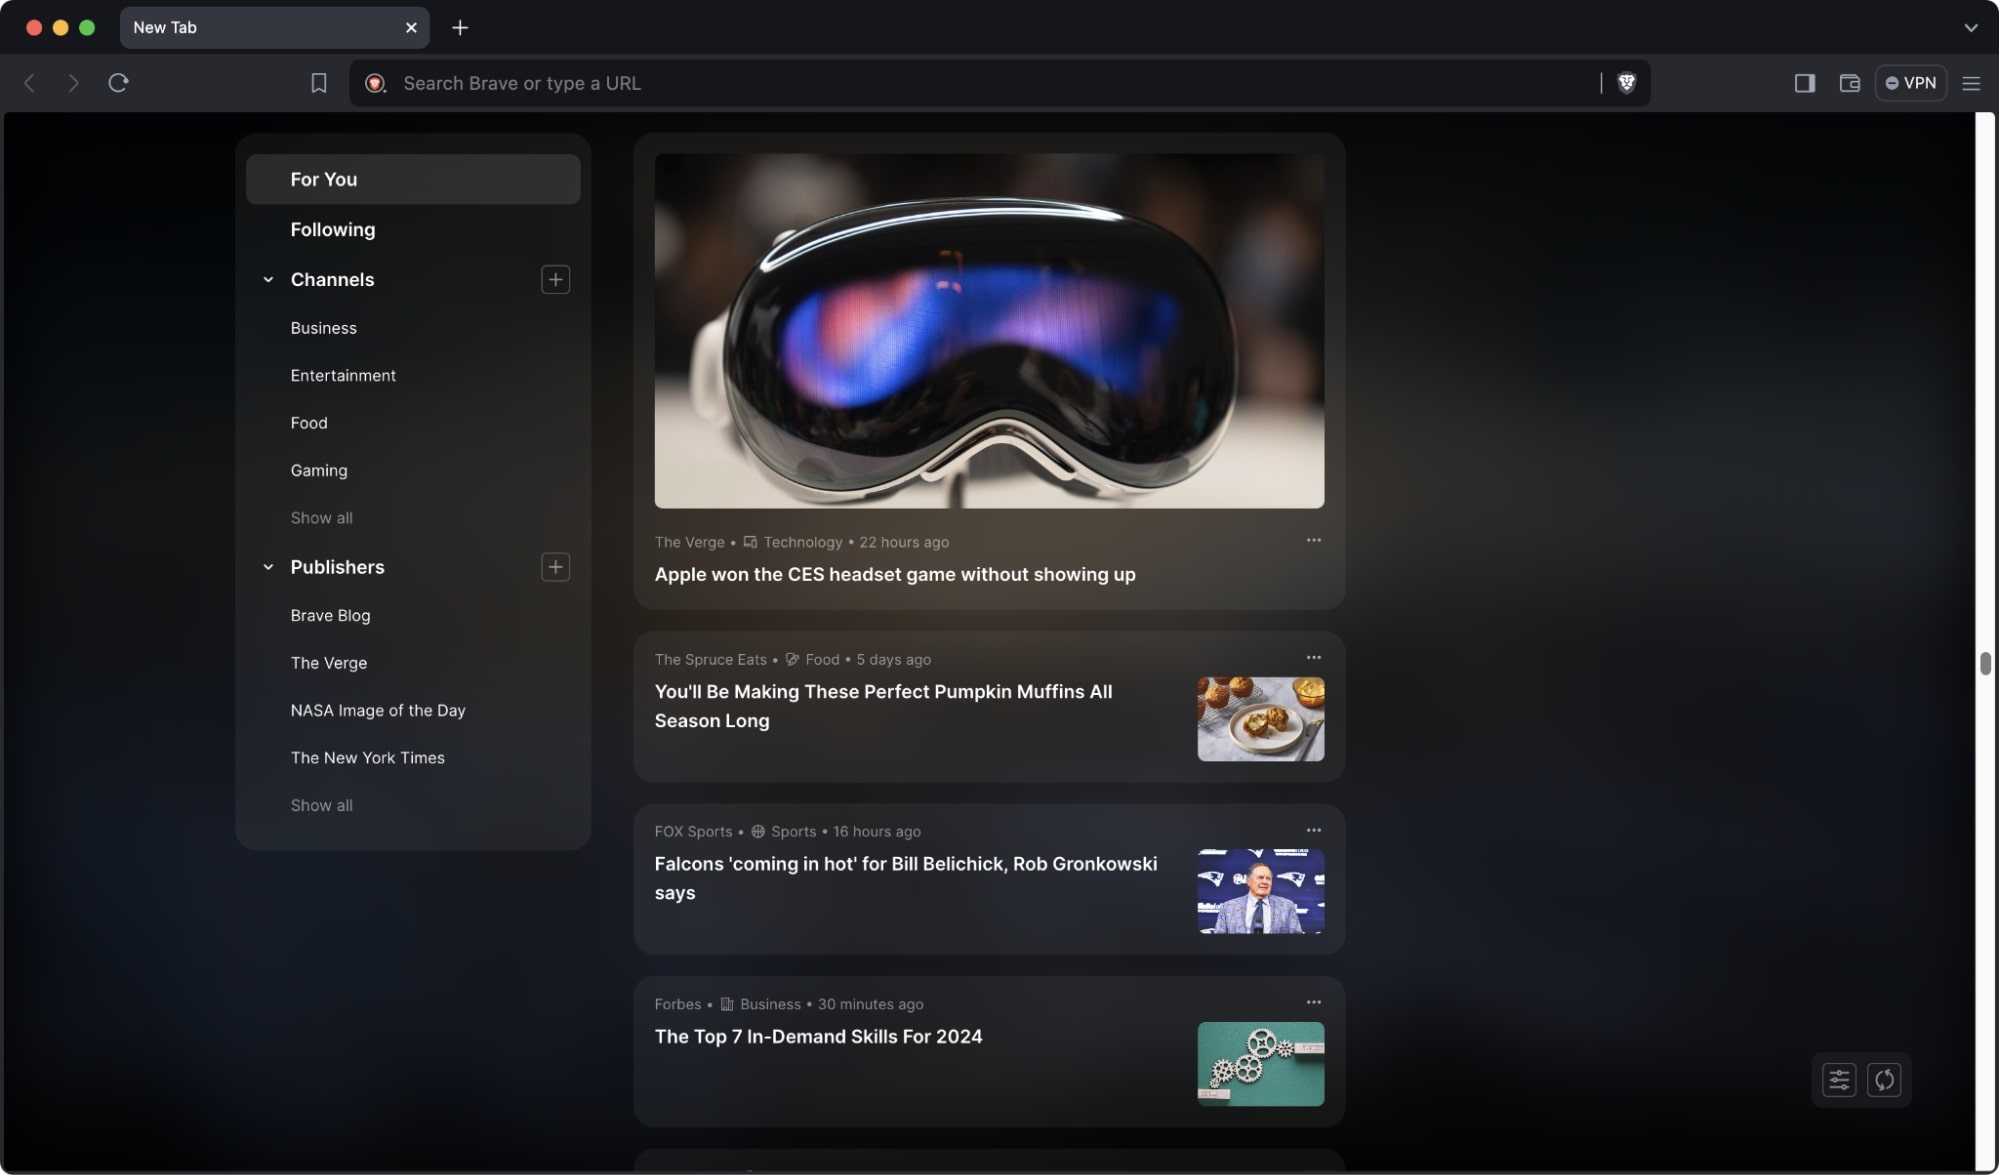 New Tab
Search Brave or type a URL
VPN
For You
Following
Channels
Business
Entertainment
Food
Gaming
Show all
Publishers
Brave Blog
The Verge
NASA Image of the Day
The New York Times
Show all
The Verge • Technology • 22 hours ago
Apple won the CES headset game without showing up
The Spruce Eats • Food • 5 days ago
You'll Be Making These Perfect Pumpkin Muffins All
Season Long
FOX Sports • Sports • 16 hours ago
Falcons 'coming in hot' for Bill Belichick, Rob Gronkowski
says
Forbes • Business • 30 minutes ago
The Top 7 In-Demand Skills For 2024